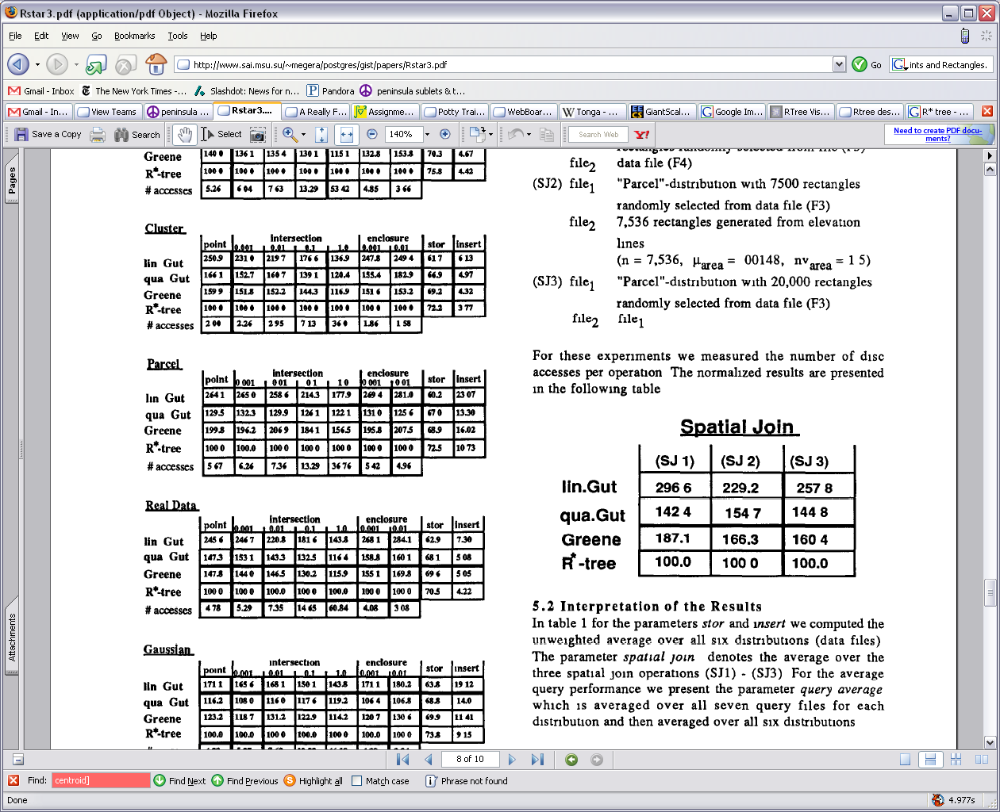 Rstar3.pdf (application/pdf Object) - Mozilla Firefox
File Edit View Go Bookmarks Tools Help
http://www.sai.msu.su/~megera/postgres/gist/papers/Rstar3.pdf Go ints and Rectangles.
Gmail - Inbox The New York Times -... Slashdot: News for n... Pandora peninsula sublets & t...
Gmail - In... View Teams peninsula ... Rstar3.... A Really F... Assignme... Potty Trai... WebBoar... Tonga - ... GiantScal... Google Im... RTree Vis... Rtree des... R* tree - ...
Save a Copy Search Select 140% Search Web Y! Need to create PDF docu-
ments?
Pages
Attachments
Greene 140 0 136 1 135 4 130 1 115 1 132.8 153.8 70.3 4.67
R*-tree 100 0 100 0 100 0 100 0 100 0 100 0 100 0 75.8 4.42
# accesses 5.26 6 04 7 63 13.29 53 42 4.85 3 66
Cluster
point intersection enclosure stor insert
0.001 0.01 0.1 1.0 0.001 0.01
lin Gut 250.9 231 0 219 7 176 6 136.9 247.8 249 4 61 7 6 13
qua Gut 166 1 152.7 160 7 139 1 120.4 155.4 182.9 66.9 4.97
Greene 159 9 151.8 152.2 144.3 116.9 151 6 153.2 69.2 4.32
R*-tree 100 0 100 0 100 0 100 0 100 0 100 0 100 0 72.2 3 77
# accesses 2 00 2.26 2 95 7 13 36 0 1.86 1 58
Parcel
point intersection enclosure stor insert
0 001 0 01 0 1 1 0 0 001 0 01
lin Gut 264 1 265 0 258 6 214.3 177.9 269 4 281.0 60.2 23 07
qua Gut 129.5 132.3 129.9 126 1 122 1 131 0 125 6 67 0 13.30
Greene 199.8 196.2 206 9 184 1 156.5 195.8 207.5 68.9 16.02
R*-tree 100 0 100.0 100 0 100 0 100 0 100 0 100 0 72.5 10 73
# accesses 5 67 6.26 7.36 13.29 36 76 5 42 4.96
Real Data
point intersection enclosure stor insert
0.001 0.01 0.1 1.0 0.001 0.01
lin Gut 245 6 246 7 220.8 181 6 143.8 268 1 284.1 62.9 7.30
qua Gut 147.3 153 1 143.3 132.5 116 4 158.8 160 1 68 1 5 08
Greene 147.8 144 0 146.5 130.2 115.9 155 1 169.8 69 6 5 05
R*-tree 100 0 100 0 100.0 100 0 100.0 100 0 100 0 70.5 4.22
# accesses 4 78 5.29 7.35 14 65 60.84 4.08 3 08
Gaussian
point intersection enclosure stor insert
0.001 0.01 0.1 1.0 0.001 0.01
lin Gut 171 1 165 6 168 1 150 1 143.8 171 1 180.2 63.8 19 12
qua Gut 116.2 108 0 116 0 117 6 119.2 106 4 106.8 68.8 14.0
Greene 123.2 118 7 131.2 122.9 114.2 120 7 130 6 69.9 11 41
R*-tree 100.0 100.0 100 0 100.0 100 0 100.0 100 0 73.8 9 15
file2 data file (F4)
(SJ2) file1 "Parcel"-distribution with 7500 rectangles
randomly selected from data file (F3)
file2 7,536 rectangles generated from elevation
lines
(n = 7,536, μarea = 00148, nvarea = 1 5)
(SJ3) file1 "Parcel"-distribution with 20,000 rectangles
randomly selected from data file (F3)
file2 file1
For these experiments we measured the number of disc
accesses per operation The normalized results are presented
in the following table
Spatial Join
(SJ 1) (SJ 2) (SJ 3)
lin.Gut 296 6 229.2 257 8
qua.Gut 142 4 154 7 144 8
Greene 187.1 166.3 160 4
R*-tree 100.0 100 0 100.0
5.2 Interpretation of the Results
In table 1 for the parameters stor and insert we computed the
unweighted average over all six distributions (data files)
The parameter spatial join denotes the average over the
three spatial join operations (SJ1) - (SJ3) For the average
query performance we present the parameter query average
which is averaged over all seven query files for each
distribution and then averaged over all six distributions
8 of 10
Find: centroid] Find Next Find Previous Highlight all Match case Phrase not found
Done 4.977s